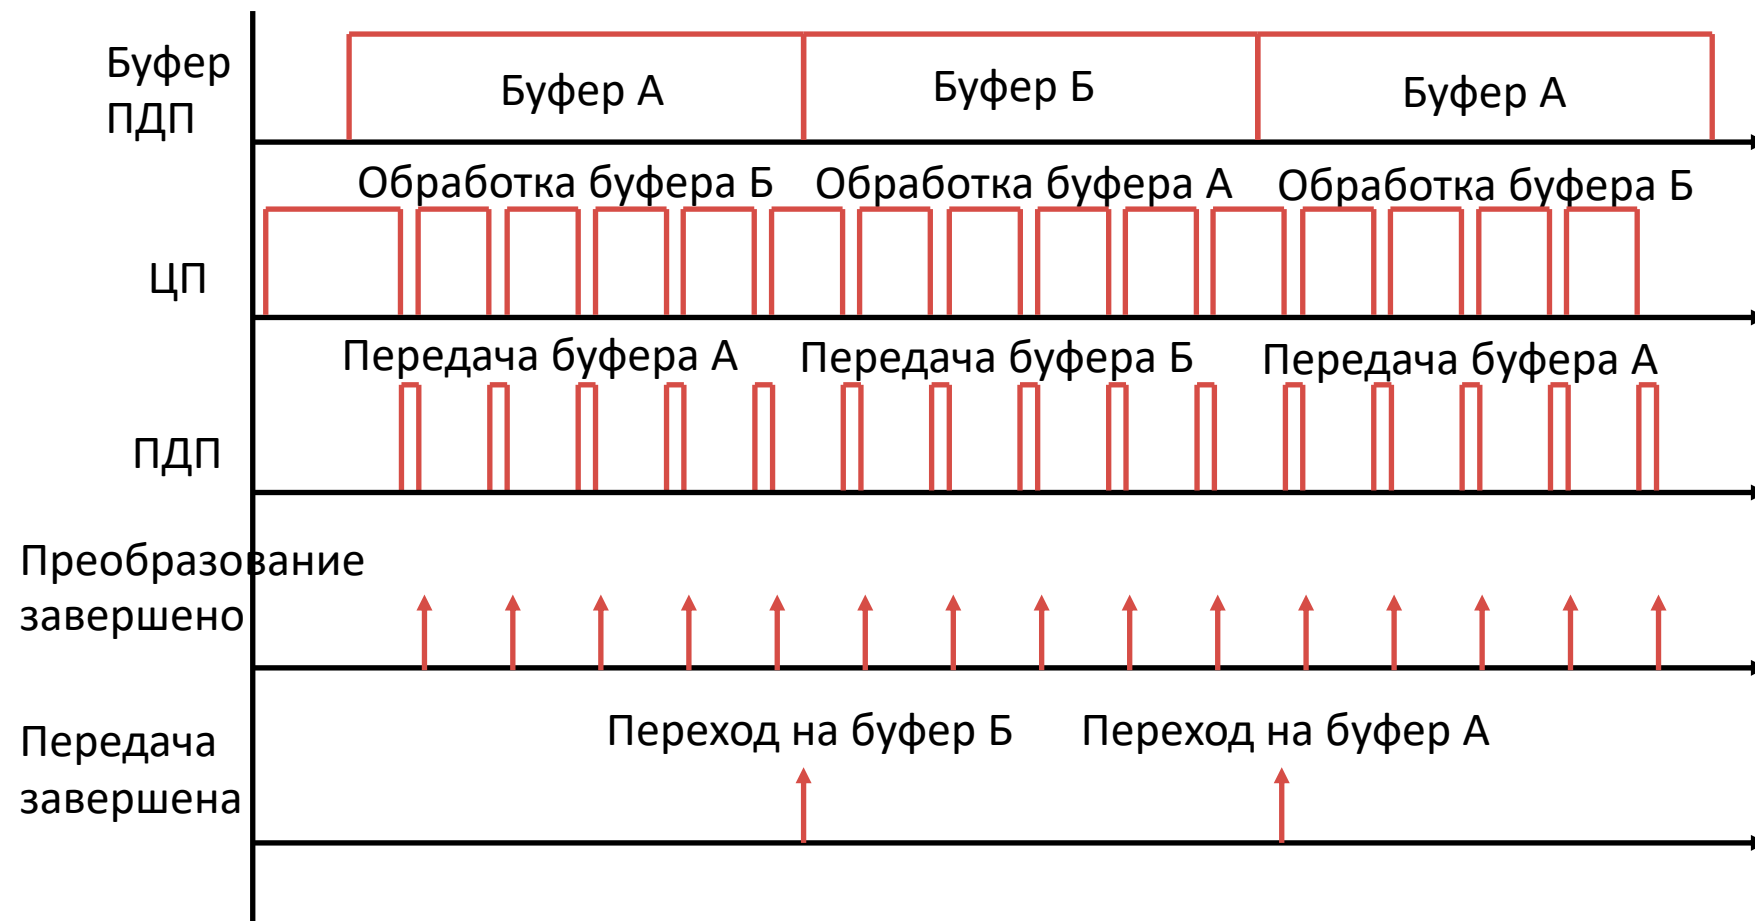 Буфер
ПДП
Буфер А
Буфер Б
Буфер А
Обработка буфера Б
Обработка буфера А
Обработка буфера Б
ЦП
Передача буфера А
Передача буфера Б
Передача буфера А
ПДП
Преобразование
завершено
Переход на буфер Б
Переход на буфер А
Передача
завершена